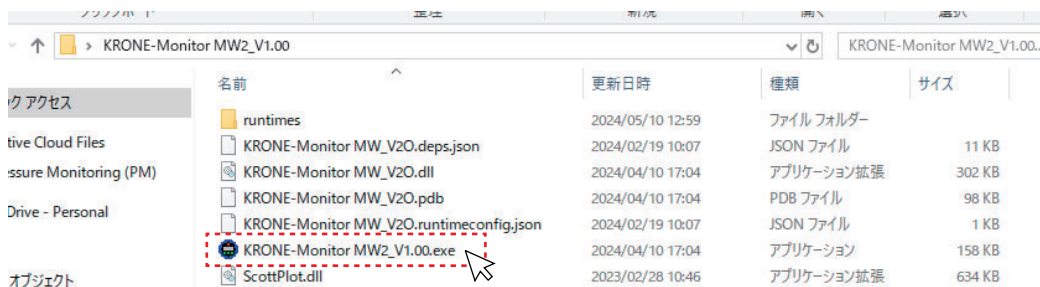 整理
開く
選択
KRONE-Monitor MW2_V1.00
KRONE-Monitor MW2_V1.00...
名前 更新日時 種類 サイズ
ック アクセス
tive Cloud Files
essure Monitoring (PM)
Drive - Personal
オブジェクト
runtimes 2024/05/10 12:59 ファイル フォルダー
KRONE-Monitor MW_V2O.deps.json 2024/02/19 10:07 JSON ファイル 11 KB
KRONE-Monitor MW_V2O.dll 2024/04/10 17:04 アプリケーション拡張 302 KB
KRONE-Monitor MW_V2O.pdb 2024/04/10 17:04 PDB ファイル 98 KB
KRONE-Monitor MW_V2O.runtimeconfig.json 2024/02/19 10:07 JSON ファイル 1 KB
KRONE-Monitor MW2_V1.00.exe 2024/04/10 17:04 アプリケーション 158 KB
ScottPlot.dll 2023/02/28 10:46 アプリケーション拡張 634 KB